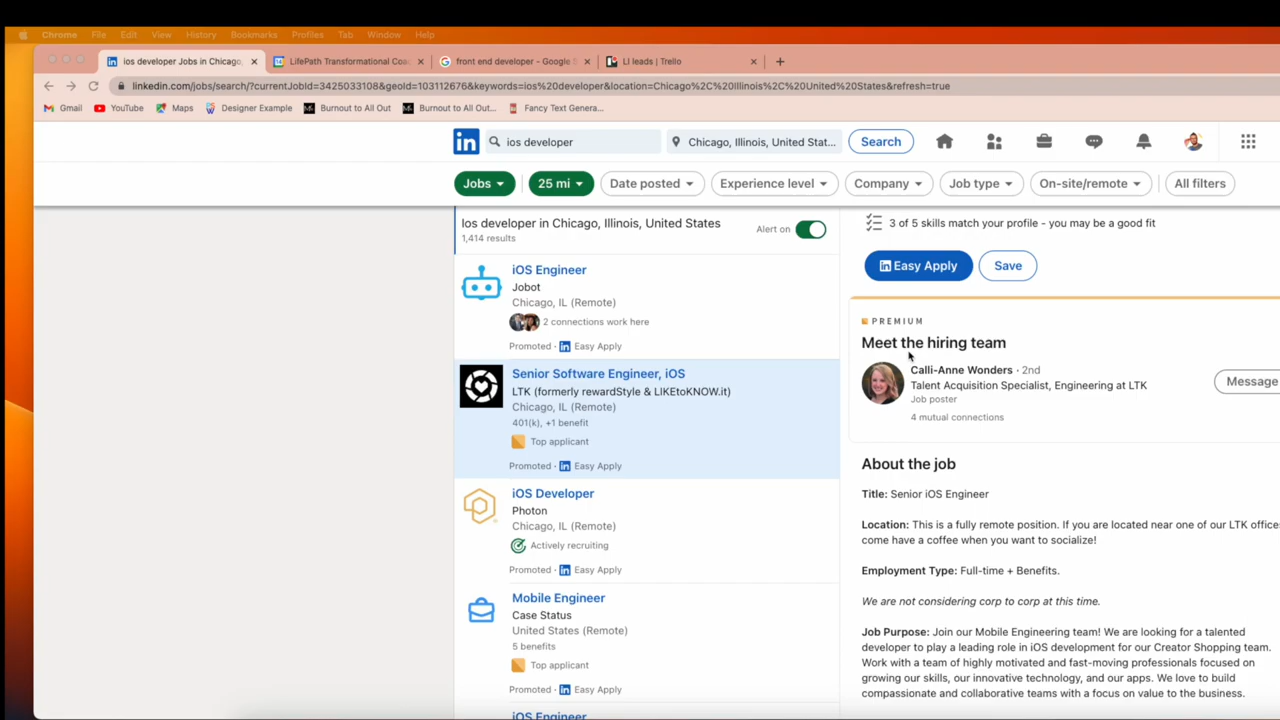 Chrome File Edit View History Bookmarks Profiles Tab Window Help
ios developer Jobs in Chicago, LifePath Transformational Coa front end developer - Google S LI leads | Trello
linkedin.com/jobs/search/?currentJobId=3425033108&geoId=103112676&keywords=ios%20developer&location=Chicago%2C%20Illinois%2C%20United%20States&refresh=true
Gmail YouTube Maps Designer Example Burnout to All Out Burnout to All Out... Fancy Text Genera...
in ios developer Chicago, Illinois, United Stat... Search
Jobs 25 mi Date posted Experience level Company Job type On-site/remote All filters
Ios developer in Chicago, Illinois, United States
1,414 results
Alert on
iOS Engineer
Jobot
Chicago, IL (Remote)
2 connections work here
Promoted · in Easy Apply
Senior Software Engineer, iOS
LTK (formerly rewardStyle & LIKEtoKNOW.it)
Chicago, IL (Remote)
401(k), +1 benefit
Top applicant
Promoted · in Easy Apply
iOS Developer
Photon
Chicago, IL (Remote)
Actively recruiting
Promoted · in Easy Apply
Mobile Engineer
Case Status
United States (Remote)
5 benefits
Top applicant
Promoted · in Easy Apply
iOS Engineer
3 of 5 skills match your profile - you may be a good fit
in Easy Apply Save
PREMIUM
Meet the hiring team
Calli-Anne Wonders · 2nd
Talent Acquisition Specialist, Engineering at LTK
Job poster
4 mutual connections
Message
About the job
Title: Senior iOS Engineer
Location: This is a fully remote position. If you are located near one of our LTK offices
come have a coffee when you want to socialize!
Employment Type: Full-time + Benefits.
We are not considering corp to corp at this time.
Job Purpose: Join our Mobile Engineering team! We are looking for a talented
developer to play a leading role in iOS development for our Creator Shopping team.
Work with a team of highly motivated and fast-moving professionals focused on
growing our skills, our innovative technology, and our apps. We love to build
compassionate and collaborative teams with a focus on value to the business.